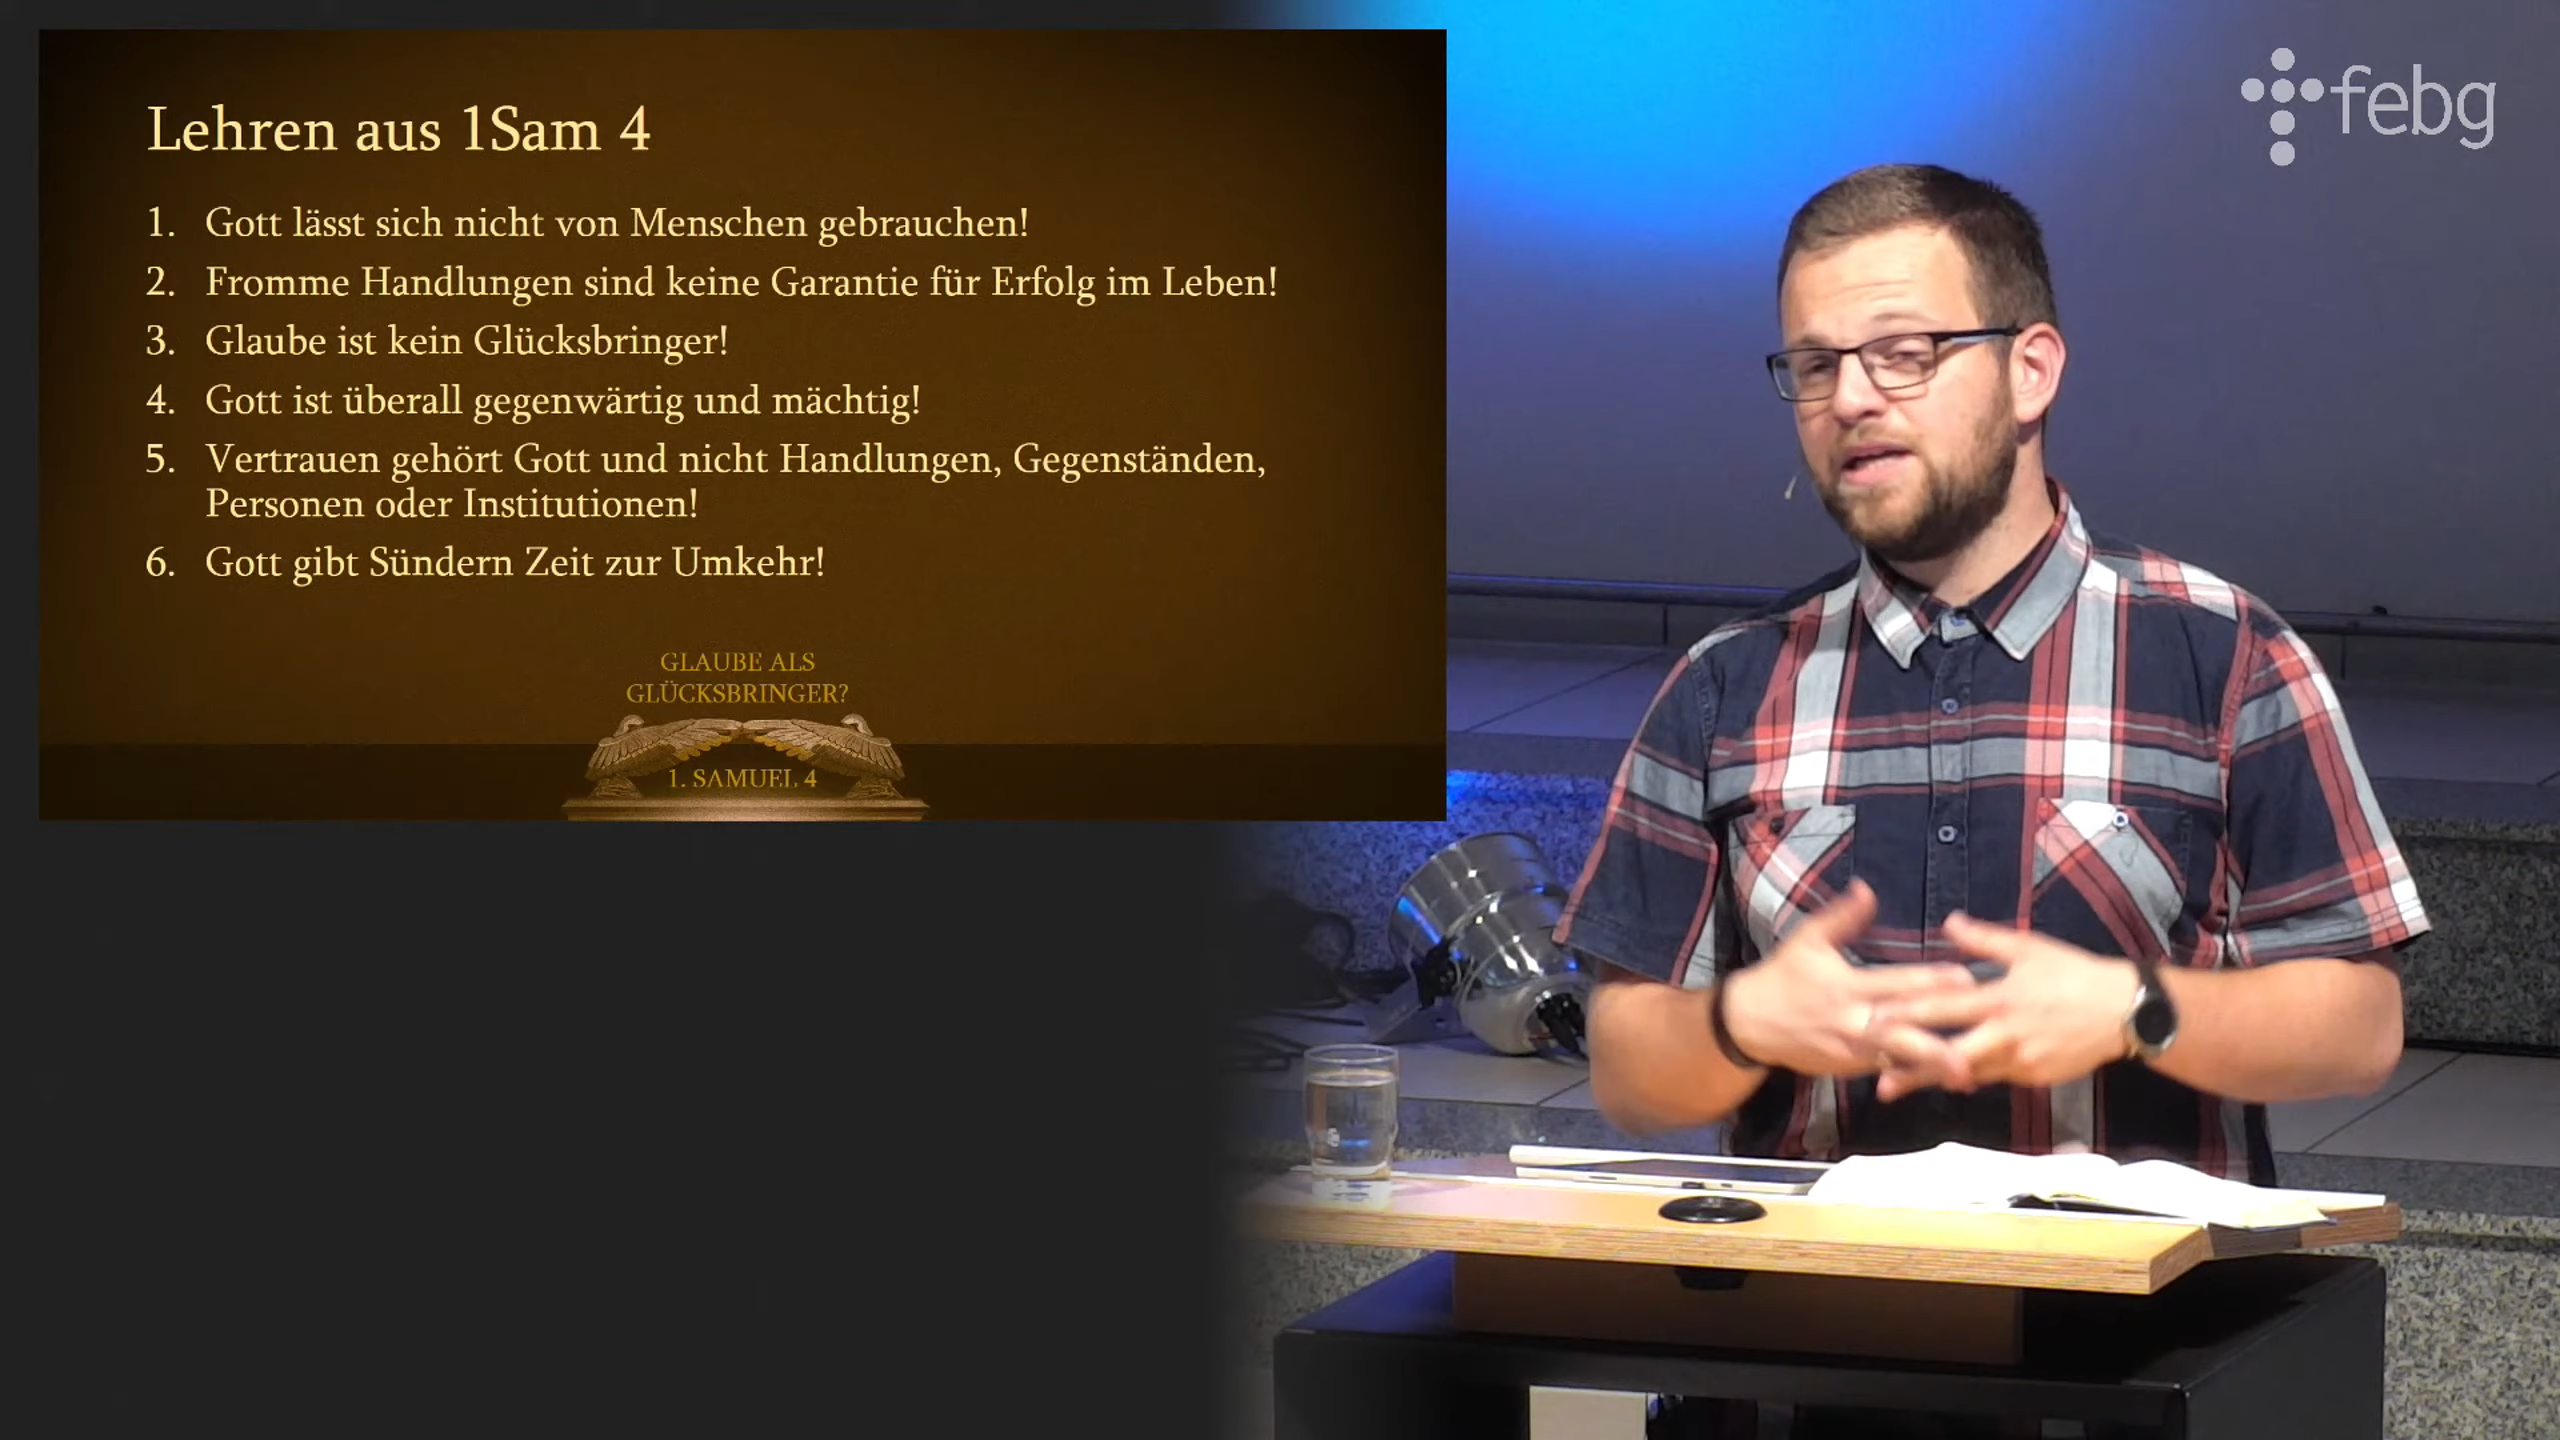 Lehren aus 1Sam 4
1. Gott lässt sich nicht von Menschen gebrauchen!
2. Fromme Handlungen sind keine Garantie für Erfolg im Leben!
3. Glaube ist kein Glücksbringer!
4. Gott ist überall gegenwärtig und mächtig!
5. Vertrauen gehört Gott und nicht Handlungen, Gegenständen,
Personen oder Institutionen!
6. Gott gibt Sündern Zeit zur Umkehr!
GLAUBE ALS
GLÜCKSBRINGER?
1. SAMUEL 4
febg